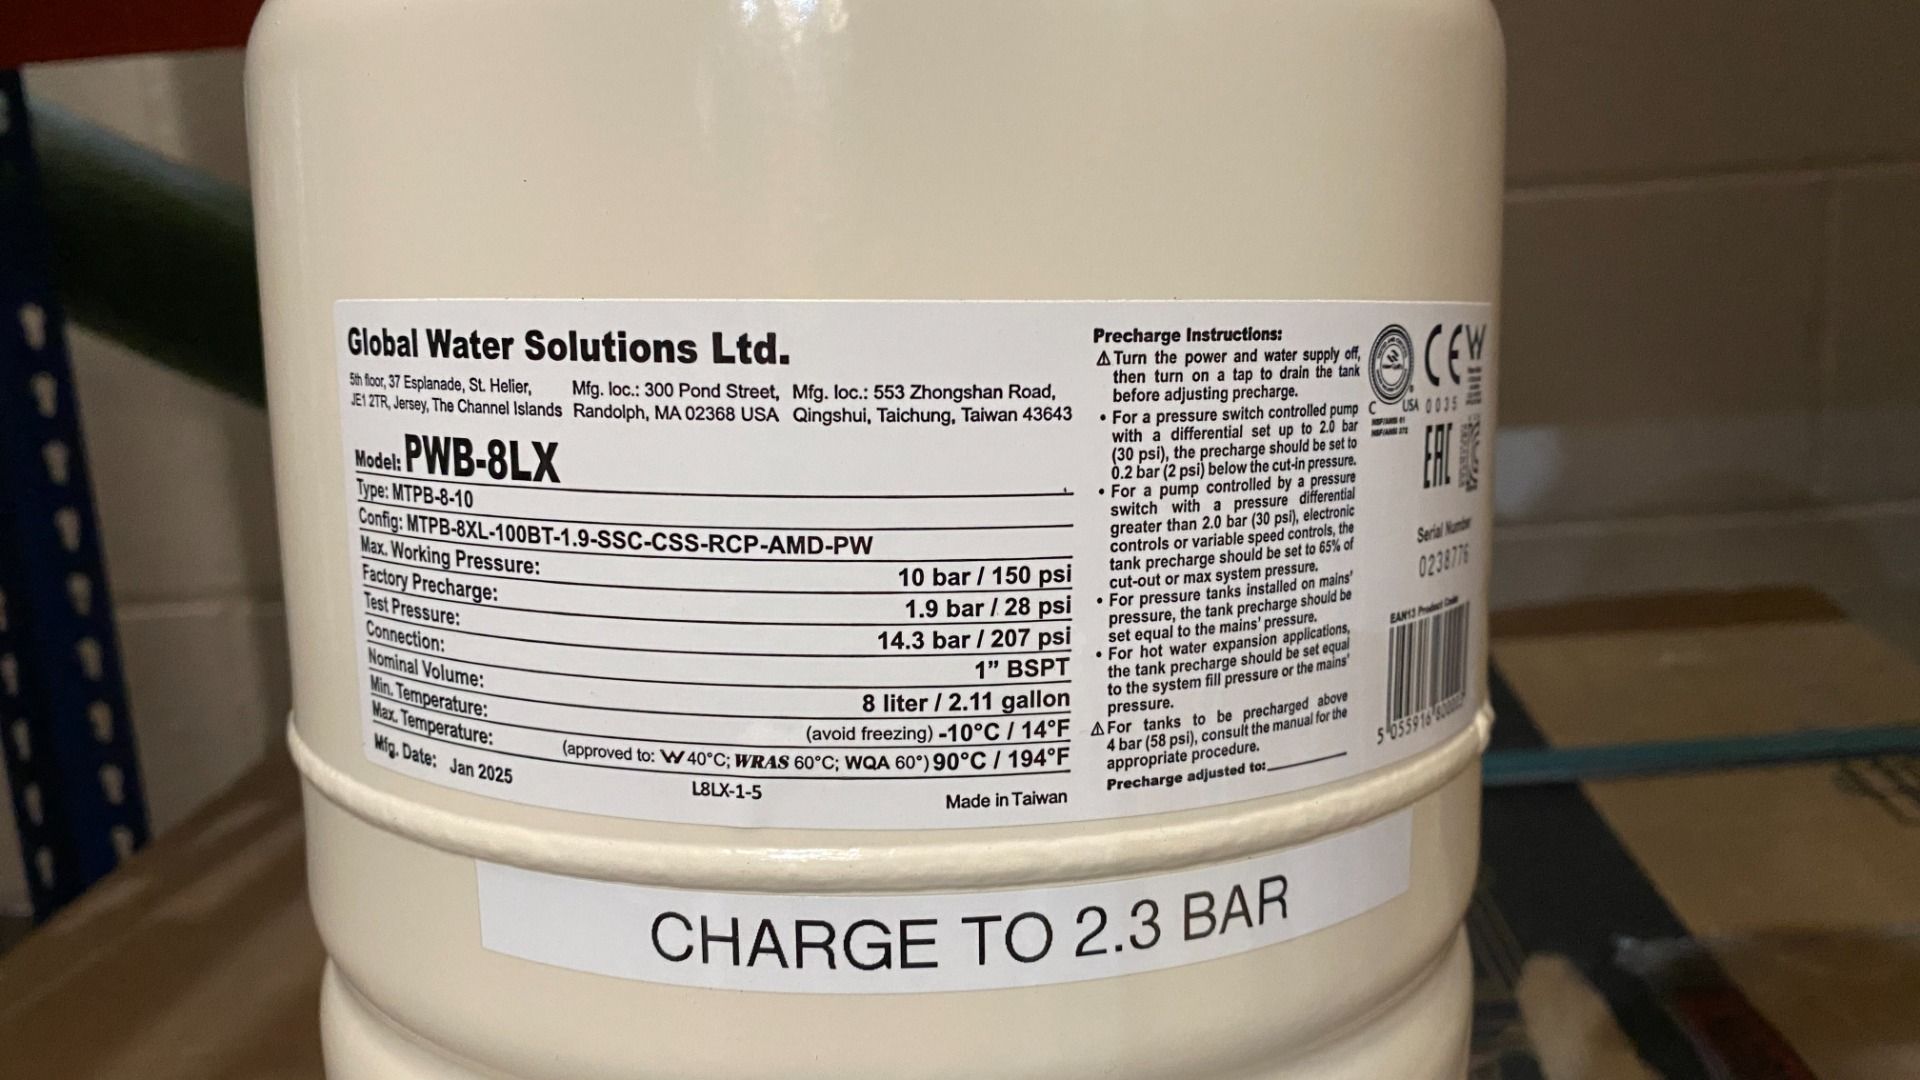 Global Water Solutions Ltd.
5th floor, 37 Esplanade, St. Helier,
JE1 2TR, Jersey, The Channel Islands
Mfg. loc.: 300 Pond Street,
Randolph, MA 02368 USA
Mfg. loc.: 553 Zhongshan Road,
Qingshui, Taichung, Taiwan 43643
Model: PWB-8LX
Type: MTPB-8-10
Config: MTPB-8XL-100BT-1.9-SSC-CSS-RCP-AMD-PW
Max. Working Pressure: 10 bar / 150 psi
Factory Precharge: 1.9 bar / 28 psi
Test Pressure: 14.3 bar / 207 psi
Connection: 1” BSPT
Nominal Volume: 8 liter / 2.11 gallon
Min. Temperature: (avoid freezing) -10°C / 14°F
Max. Temperature: (approved to: W 40°C; WRAS 60°C; WQA 60°) 90°C / 194°F
Mfg. Date: Jan 2025
L8LX-1-5
Made in Taiwan
Precharge Instructions:
⚠ Turn the power and water supply off,
then turn on a tap to drain the tank
before adjusting precharge.
• For a pressure switch controlled pump
with a differential set up to 2.0 bar
(30 psi), the precharge should be set to
0.2 bar (2 psi) below the cut-in pressure.
• For a pump controlled by a pressure
switch with a pressure differential
greater than 2.0 bar (30 psi), electronic
controls or variable speed controls, the
tank precharge should be set to 65% of
cut-out or max system pressure.
• For pressure tanks installed on mains'
pressure, the tank precharge should be
set equal to the mains' pressure.
• For hot water expansion applications,
the tank precharge should be set equal
to the system fill pressure or the mains'
pressure.
⚠ For tanks to be precharged above
4 bar (58 psi), consult the manual for the
appropriate procedure.
Precharge adjusted to:
CE
W
C USA 0035
NSF/ANSI 61
NSF/ANSI 372
EAC
Serial Number
0238776
EAN13 Product Code
5 055916
CHARGE TO 2.3 BAR